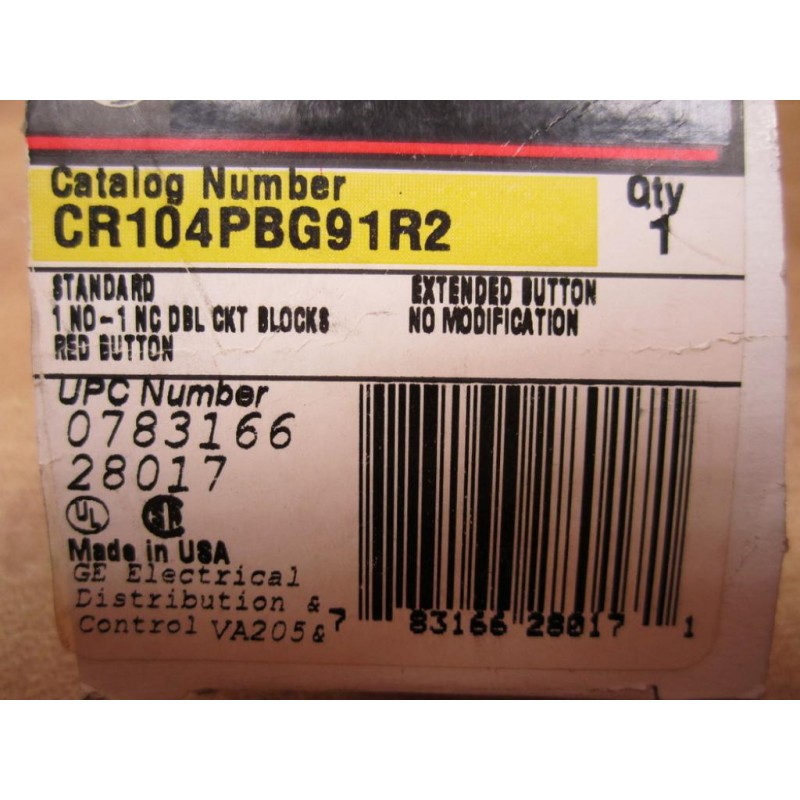 Catalog Number
CR104PBG91R2
Qty
1
STANDARD
1 NO-1 NC DBL CKT BLOCKS
RED BUTTON
EXTENDED BUTTON
NO MODIFICATION
UPC Number
0783166
28017
UL
Made in USA
GE Electrical
Distribution &
Control VA205&
7 83166 28017 1